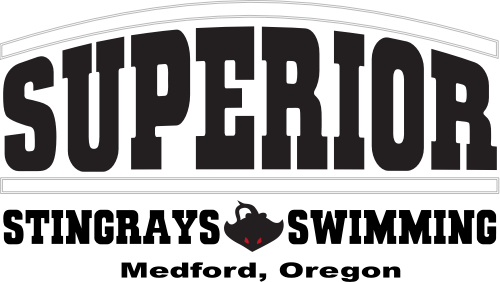 SUPERIOR
STINGRAYS SWIMMING
Medford, Oregon